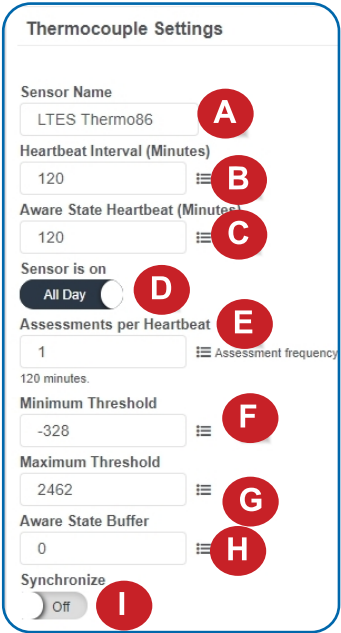 Thermocouple Settings
Sensor Name
LTES Thermo86
A
Heartbeat Interval (Minutes)
120
B
Aware State Heartbeat (Minutes)
120
C
Sensor is on
All Day
D
Assessments per Heartbeat
E
1
Assessment frequency
120 minutes.
Minimum Threshold
-328
F
Maximum Threshold
2462
G
Aware State Buffer
0
H
Synchronize
Off
I